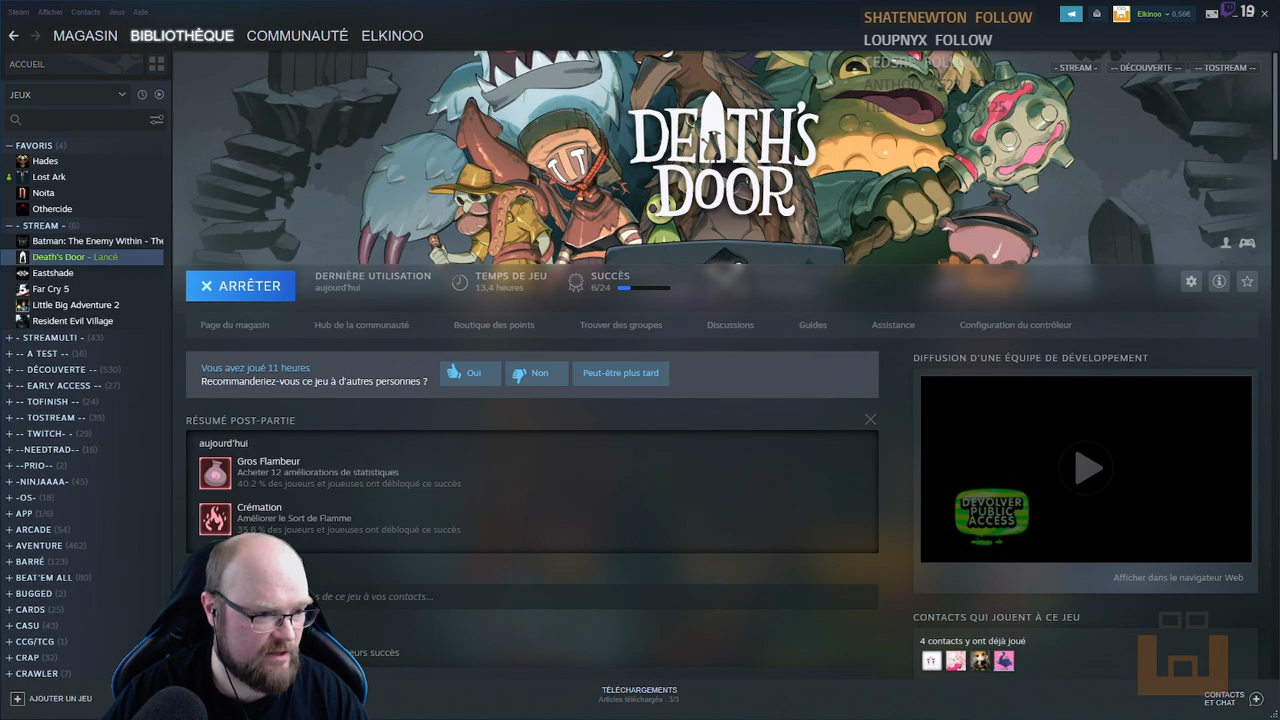 Steam Afficher Contacts Jeux Aide
SHATENEWTON FOLLOW
LOUPNYX FOLLOW
Elkinoo 0,56€
19
MAGASIN BIBLIOTHÈQUE COMMUNAUTÉ ELKINOO
ACCUEIL
- STREAM - -- DÉCOUVERTE -- -- TOSTREAM --
JEUX
DEATH'S
DOOR
— FAVORIS (4)
Hades
Lost Ark
Noita
Othercide
— STREAM - (6)
Batman: The Enemy Within - The
Death's Door - Lancé
Eastshade
Far Cry 5
Little Big Adventure 2
Resident Evil Village
+ - STREAMULTI - (43)
+ -- A TEST -- (16)
+ -- DÉCOUVERTE -- (530)
+ -- EARLY ACCESS -- (27)
+ -- TOFINISH -- (24)
+ -- TOSTREAM -- (39)
+ -- TWITCH- - (29)
+ --NEEDTRAD-- (16)
+ --PRIO-- (2)
+ -NINJAAAA- (45)
+ -OS- (18)
+ APP (1/6)
+ ARCADE (54)
+ AVENTURE (462)
+ BARRÉ (123)
+ BEAT'EM ALL (80)
+ BUGGED (2)
+ CARDS (25)
+ CASU (43)
+ CCG/TCG (1)
+ CRAP (32)
+ CRAWLER (7)
+ AJOUTER UN JEU
ARRÊTER
DERNIÈRE UTILISATION
aujourd'hui
TEMPS DE JEU
13,4 heures
SUCCÈS
6/24
Page du magasin Hub de la communauté Boutique des points Trouver des groupes Discussions Guides Assistance Configuration du contrôleur
Vous avez joué 11 heures
Recommanderiez-vous ce jeu à d'autres personnes ?
Oui Non Peut-être plus tard
RÉSUMÉ POST-PARTIE
aujourd'hui
Gros Flambeur
Acheter 12 améliorations de statistiques
40.2 % des joueurs et joueuses ont débloqué ce succès
Crémation
Améliorer le Sort de Flamme
35.8 % des joueurs et joueuses ont débloqué ce succès
s de ce jeu à vos contacts...
eurs succès
DIFFUSION D'UNE ÉQUIPE DE DÉVELOPPEMENT
DEVOLVER
PUBLIC
ACCESS
Afficher dans le navigateur Web
CONTACTS QUI JOUENT À CE JEU
4 contacts y ont déjà joué
TÉLÉCHARGEMENTS
Articles téléchargés : 3/3
CONTACTS
ET CHAT